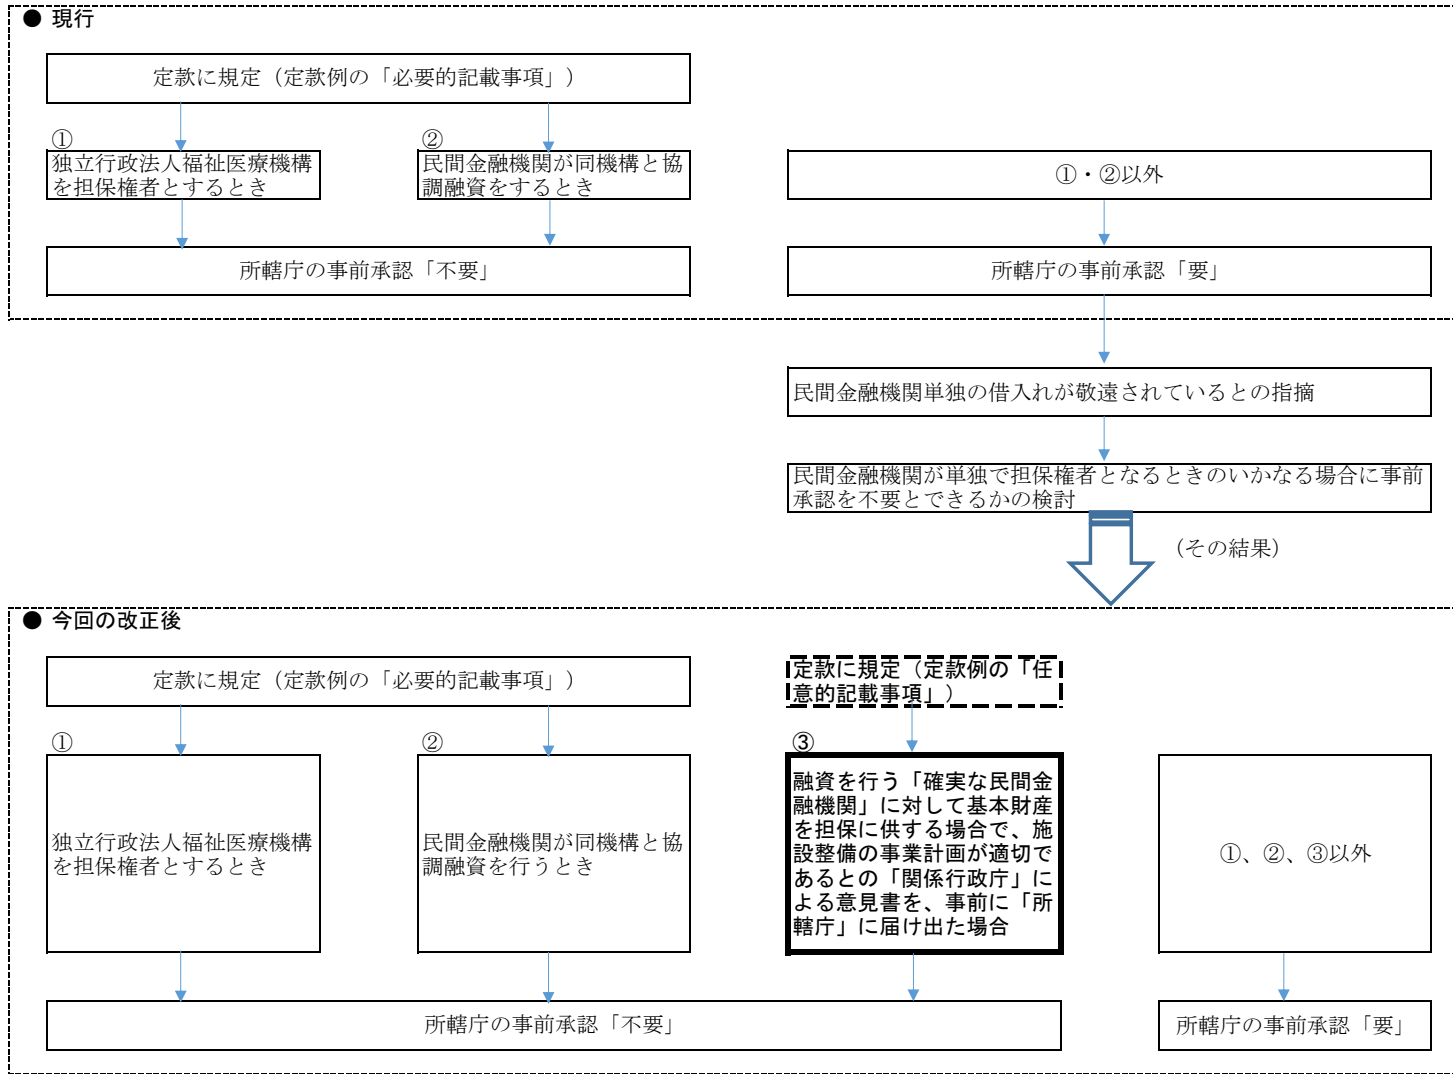 ● 現行
定款に規定（定款例の「必要的記載事項」）
①
独立行政法人福祉医療機構
を担保権者とするとき
②
民間金融機関が同機構と協
調融資をするとき
①・②以外
所轄庁の事前承認「不要」
所轄庁の事前承認「要」
民間金融機関単独の借入れが敬遠されているとの指摘
民間金融機関が単独で担保権者となるときのいかなる場合に事前
承認を不要とできるかの検討
（その結果）
● 今回の改正後
定款に規定（定款例の「必要的記載事項」）
定款に規定（定款例の「任
意的記載事項」）
①
独立行政法人福祉医療機構
を担保権者とするとき
②
民間金融機関が同機構と協
調融資を行うとき
③
融資を行う「確実な民間金
融機関」に対して基本財産
を担保に供する場合で、施
設整備の事業計画が適切で
あるとの「関係行政庁」に
よる意見書を、事前に「所
轄庁」に届け出た場合
①、②、③以外
所轄庁の事前承認「不要」
所轄庁の事前承認「要」